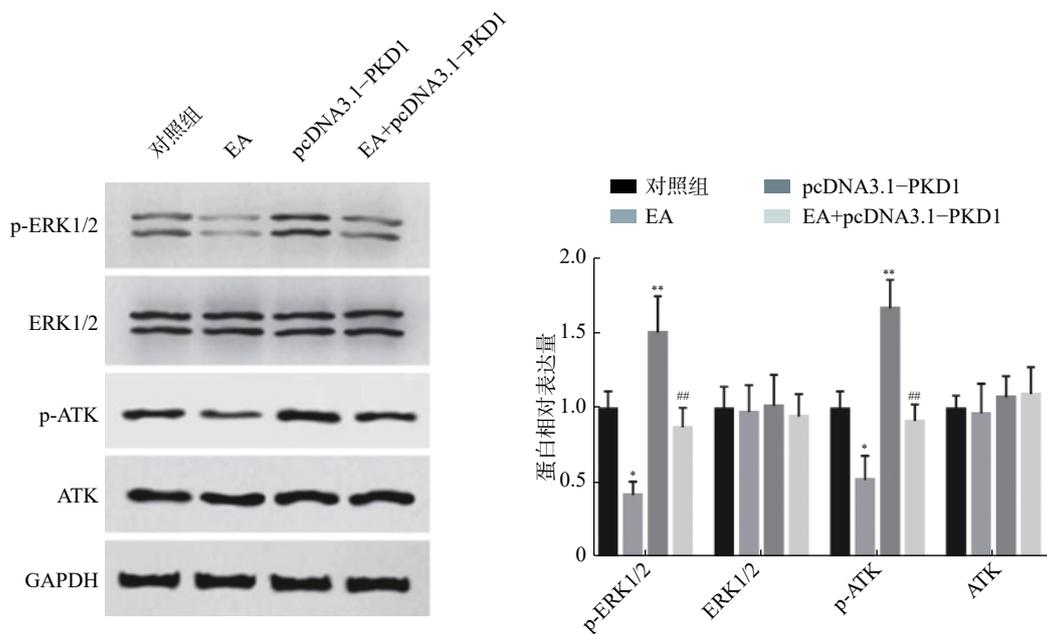 对照组
EA
pcDNA3.1−PKD1
EA+pcDNA3.1−PKD1
p-ERK1/2
ERK1/2
p-ATK
ATK
GAPDH
对照组
pcDNA3.1−PKD1
EA
EA+pcDNA3.1−PKD1
蛋白相对表达量
2.0
1.5
1.0
0.5
0
*
**
##
*
**
##
p-ERK1/2
ERK1/2
p-ATK
ATK